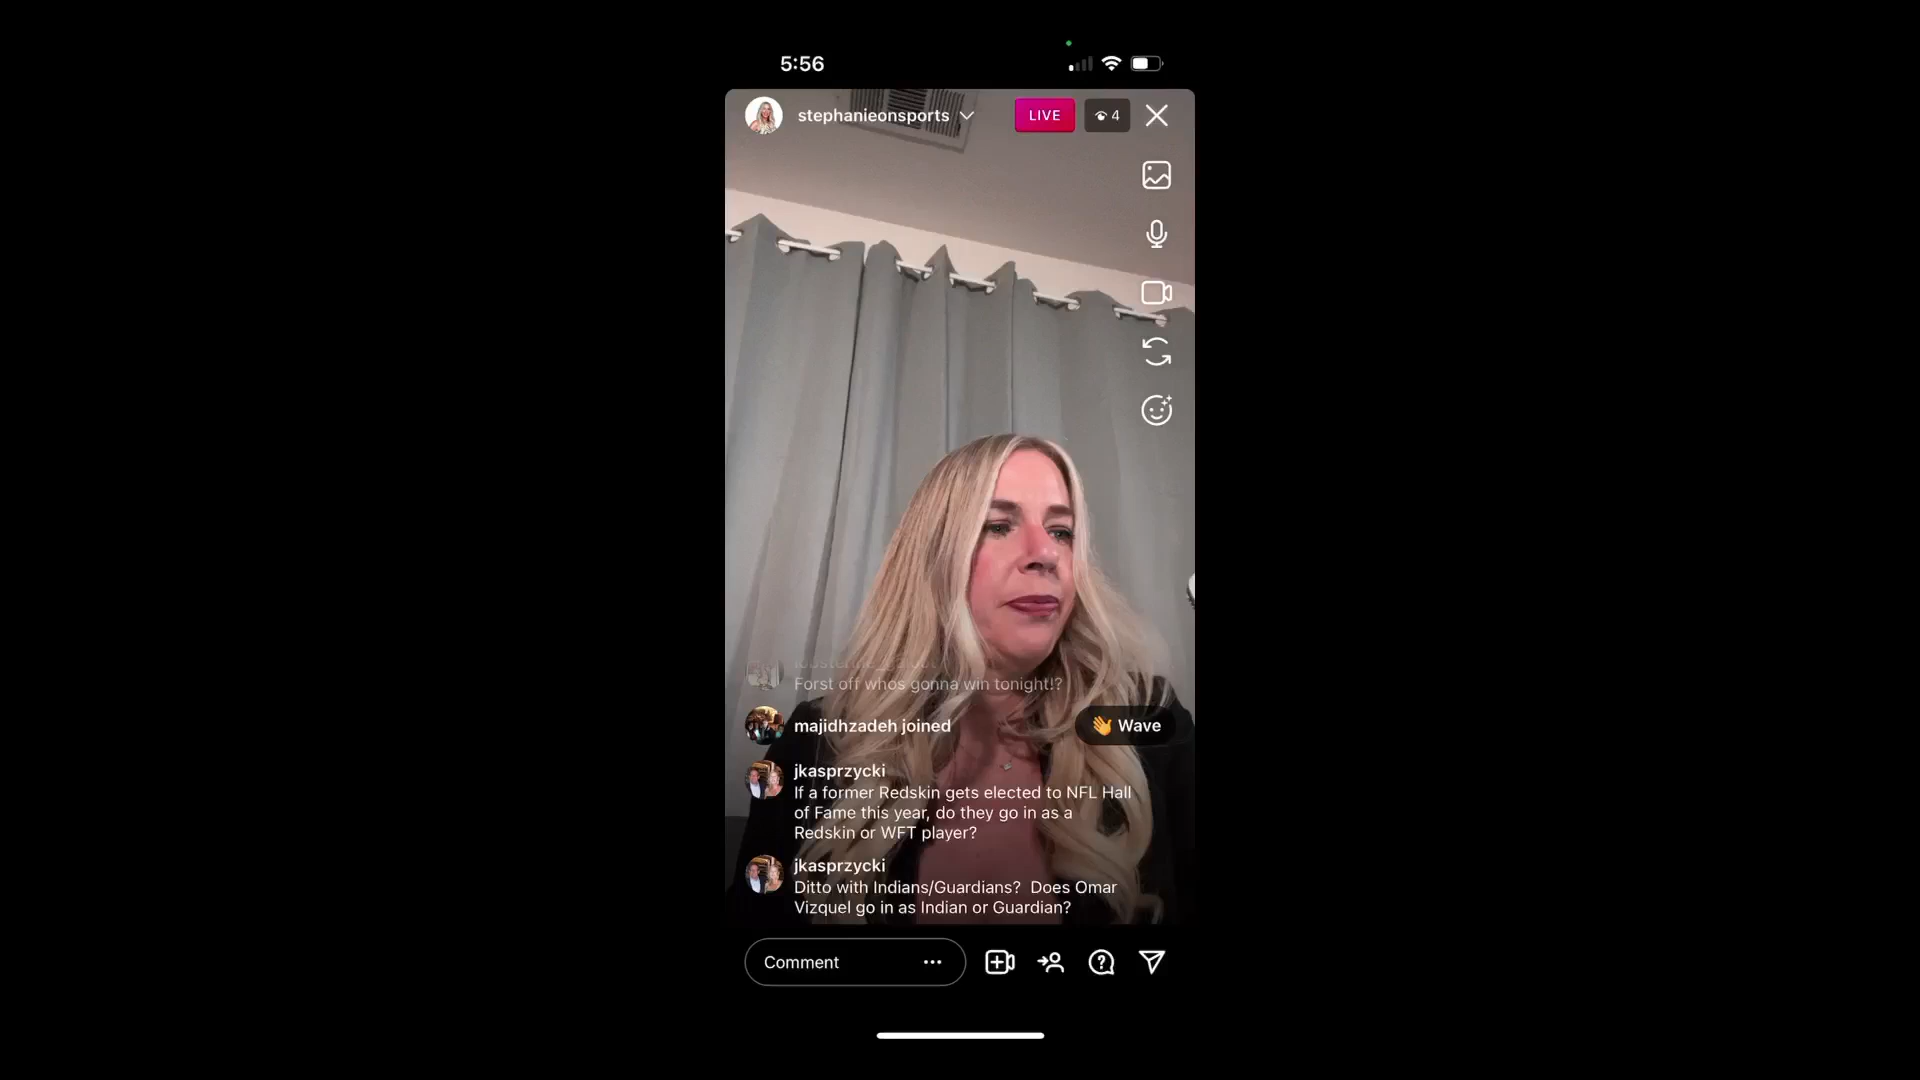 5:56
stephanieonsports
LIVE
4
Forst off whos gonna win tonight!?
majidhzadeh joined
👋 Wave
jkasprzycki
If a former Redskin gets elected to NFL Hall
of Fame this year, do they go in as a
Redskin or WFT player?
jkasprzycki
Ditto with Indians/Guardians?  Does Omar
Vizquel go in as Indian or Guardian?
Comment